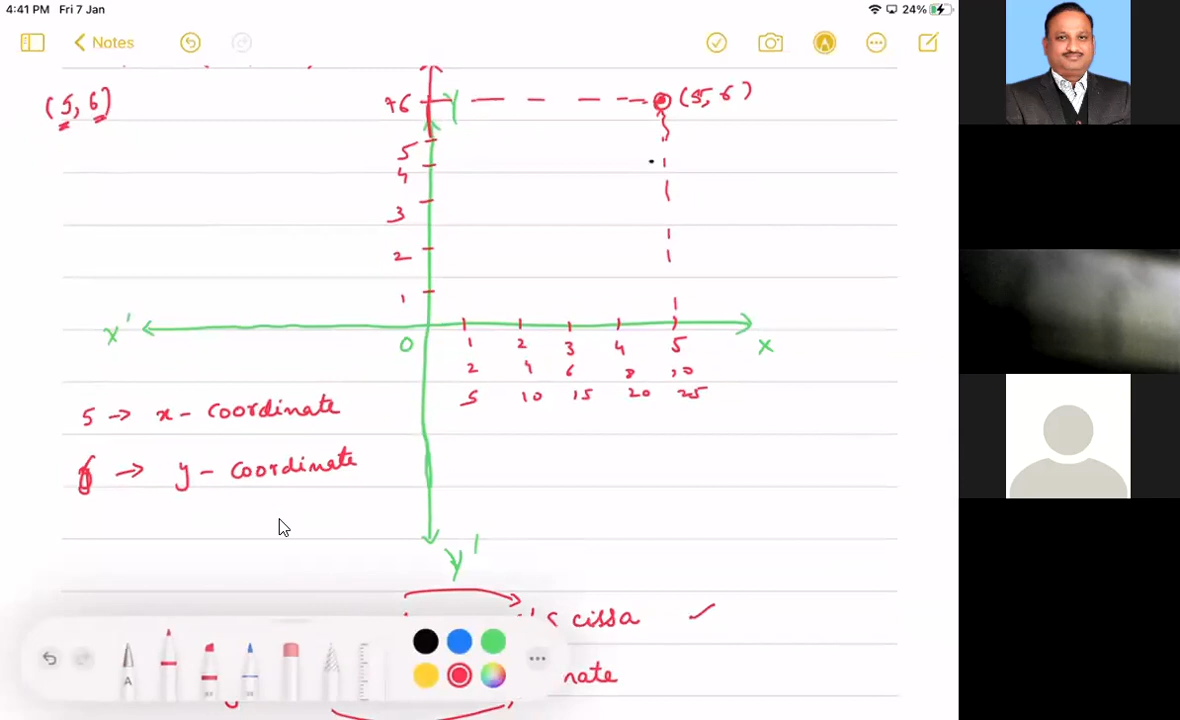 4:41 PM Fri 7 Jan 24%
Notes
(5, 6)
+6 Y (5, 6)
5
4
3
2
1
X' 0 1 2 3 4 5 X
2 4 6 8 10
5 10 15 20 25
5 → x - coordinate
6 → y - coordinate
Y'
cissa ✓
nate
A